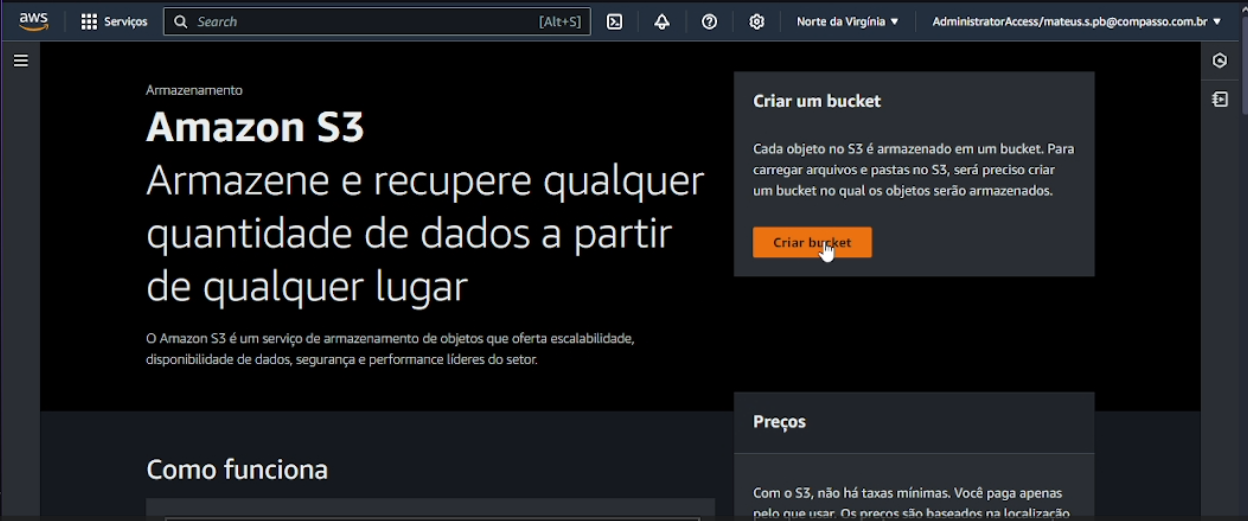 aws
Serviços
Search
[Alt+S]
Norte da Virgínia
AdministratorAccess/mateus.s.pb@compasso.com.br
Armazenamento
Amazon S3
Armazene e recupere qualquer
quantidade de dados a partir
de qualquer lugar
O Amazon S3 é um serviço de armazenamento de objetos que oferta escalabilidade,
disponibilidade de dados, segurança e performance líderes do setor.
Criar um bucket
Cada objeto no S3 é armazenado em um bucket. Para
carregar arquivos e pastas no S3, será preciso criar
um bucket no qual os objetos serão armazenados.
Criar bucket
Como funciona
Preços
Com o S3, não há taxas mínimas. Você paga apenas
pelo que usar. Os preços são baseados na localização